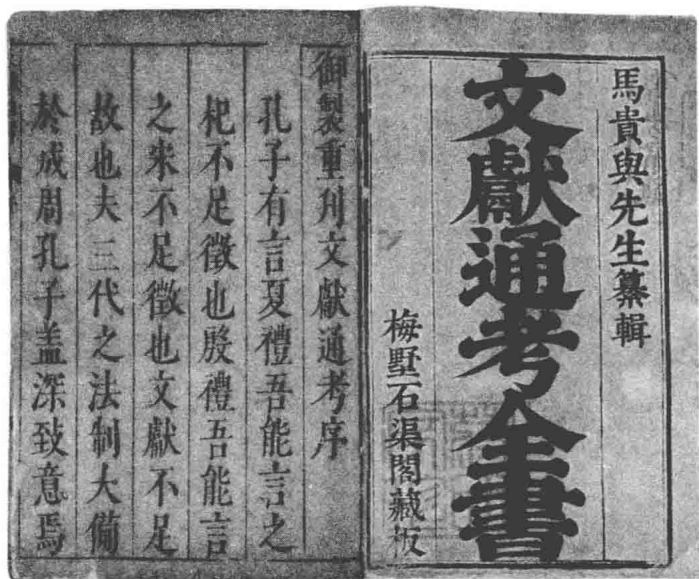 馬貴與先生纂輯
文獻通考全書
梅墅石渠閣藏板
御製重刋文獻通考序
孔子有言夏禮吾能言之
杞不足徵也殷禮吾能言
之宋不足徵也文獻不足
故也夫三代之法制大備
於成周孔子盖深致意焉